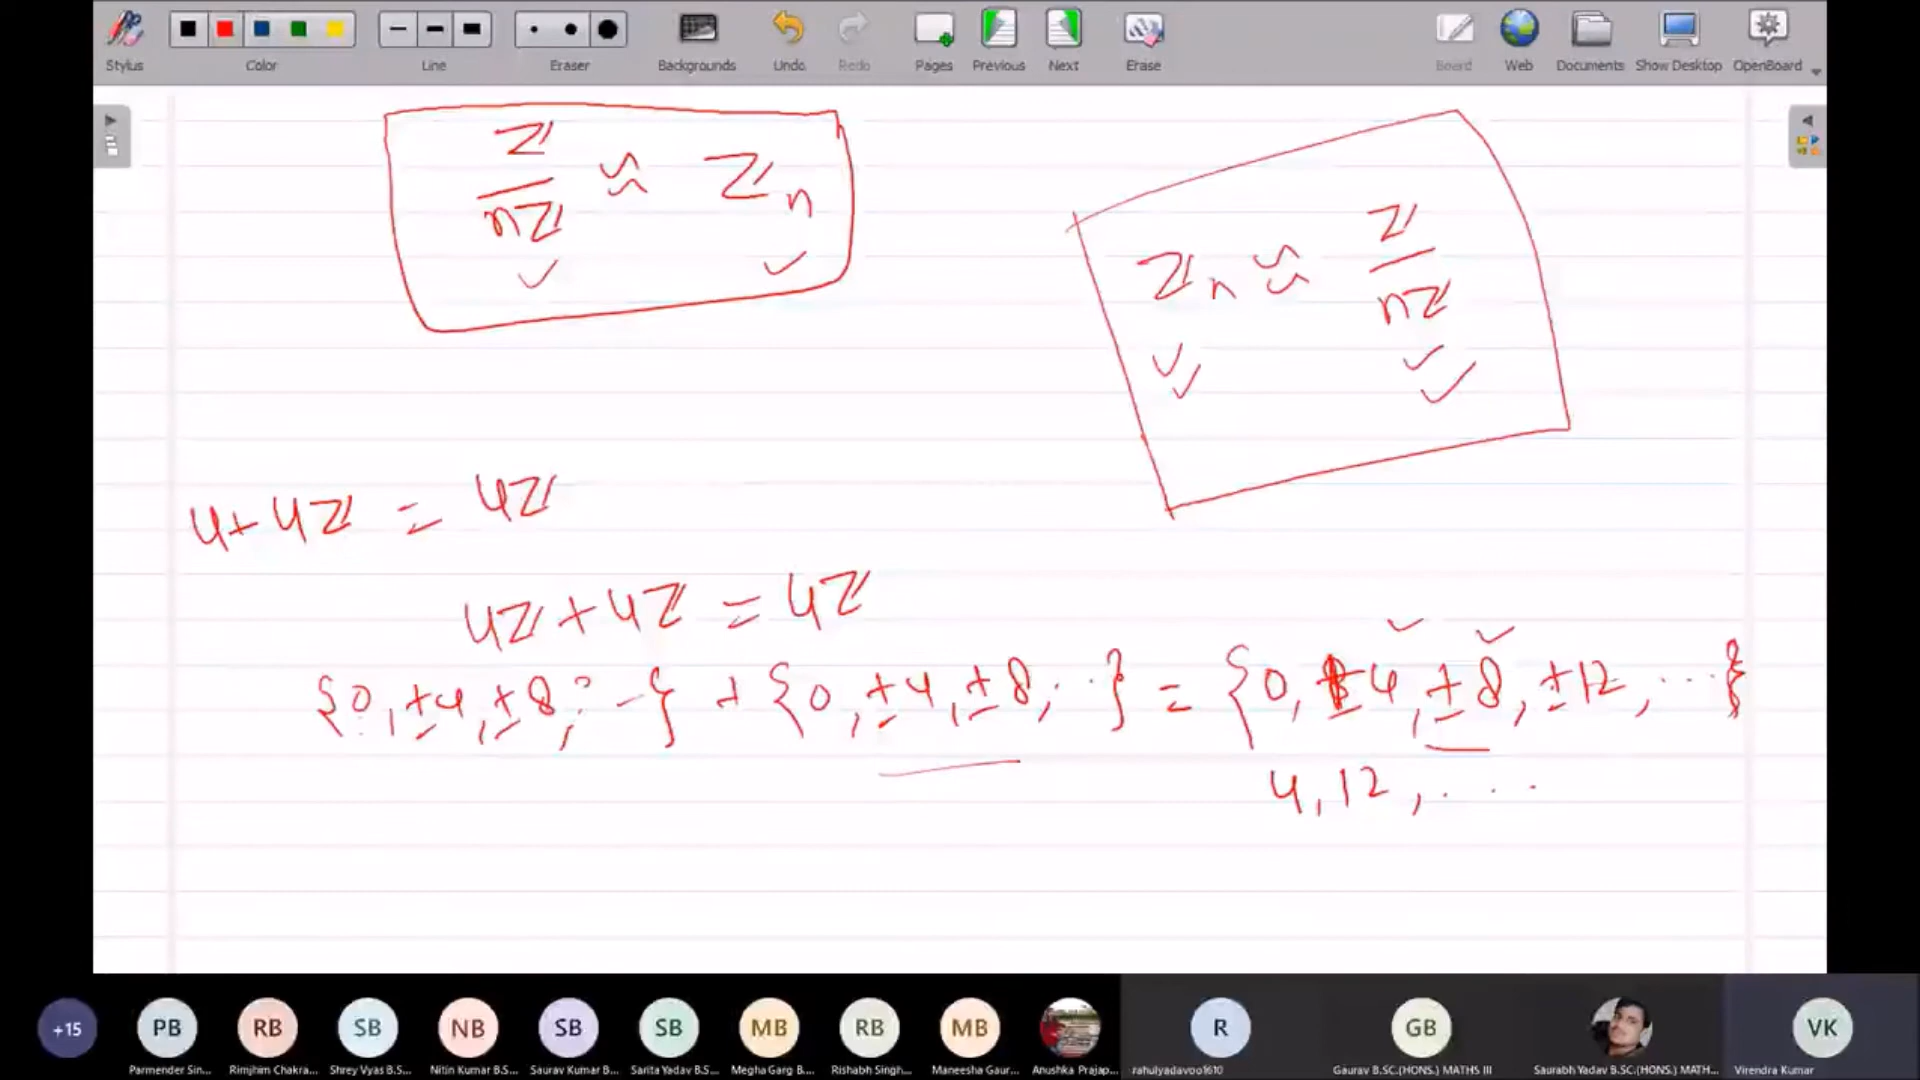 Stylus Color Line Eraser Backgrounds Undo Redo Pages Previous Next Erase Board Web Documents Show Desktop OpenBoard
ℤ/nℤ ≈ ℤn
ℤn ≈ ℤ/nℤ
4+4ℤ = 4ℤ
4ℤ+4ℤ = 4ℤ
{0, ±4, ±8, --} + {0, ±4, ±8, ..} = {0, ±4, ±8, ±12, ...}
4, 12, ....
+15 PB RB SB NB SB SB MB RB MB R GB VK
Parmender Sin... Rimjhim Chakra... Shrey Vyas B.S... Nitin Kumar B.S... Saurav Kumar B... Sarita Yadav B.S... Megha Garg B.... Rishabh Singh... Maneesha Gaur... Anushka Prajap... rahulyadavoo1610 Gaurav B.SC.(HONS.) MATHS III Saurabh Yadav B.SC.(HONS.) MATH... Virendra Kumar